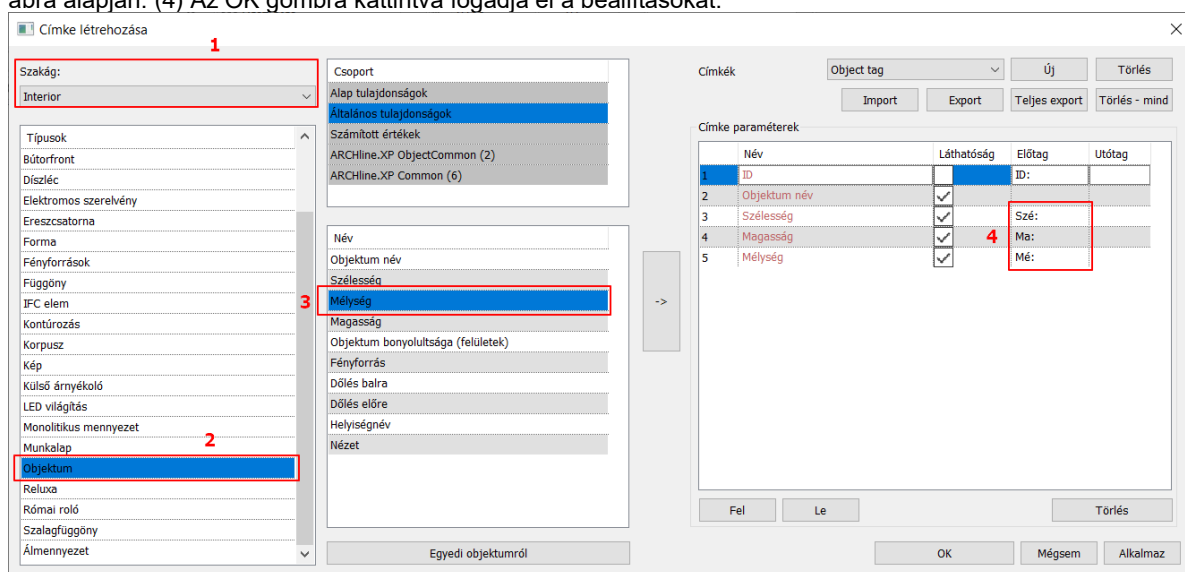 ábra alapján. (4) Az OK gombra kattintva fogadja el a beállításokat.
Címke létrehozása
1
Szakág:
Interior
Típusok
Bútorfront
Díszléc
Elektromos szerelvény
Ereszcsatorna
Forma
Fényforrások
Függöny
IFC elem
Kontúrozás
Korpusz
Kép
Külső árnyékoló
LED világítás
Monolitikus mennyezet
Munkalap
2
Objektum
Reluxa
Római roló
Szalagfüggöny
Álmennyezet
Csoport
Alap tulajdonságok
Általános tulajdonságok
Számított értékek
ARCHline.XP ObjectCommon (2)
ARCHline.XP Common (6)
Név
Objektum név
Szélesség
3 Mélység
Magasság
Objektum bonyolultsága (felületek)
Fényforrás
Dőlés balra
Dőlés előre
Helyiségnév
Nézet
Egyedi objektumról
->
Címkék Object tag Új Törlés
Import Export Teljes export Törlés - mind
Címke paraméterek
Név Láthatóság Előtag Utótag
1 ID ID:
2 Objektum név
3 Szélesség Szé:
4 Magasság 4 Ma:
5 Mélység Mé:
Fel Le Törlés
OK Mégsem Alkalmaz